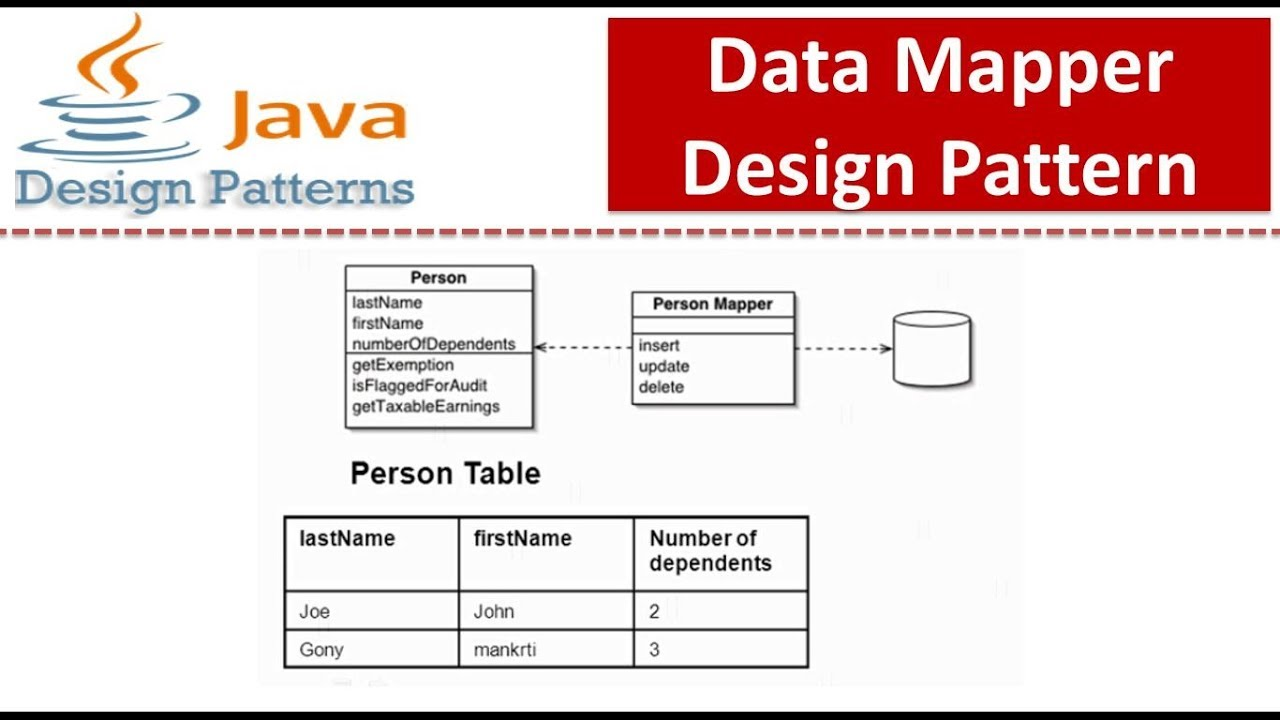 Java
Design Patterns
Data Mapper
Design Pattern
Person
lastName
firstName
numberOfDependents
getExemption
isFlaggedForAudit
getTaxableEarnings
Person Mapper
insert
update
delete
Person Table
lastName firstName Number of
dependents
Joe John 2
Gony mankrti 3